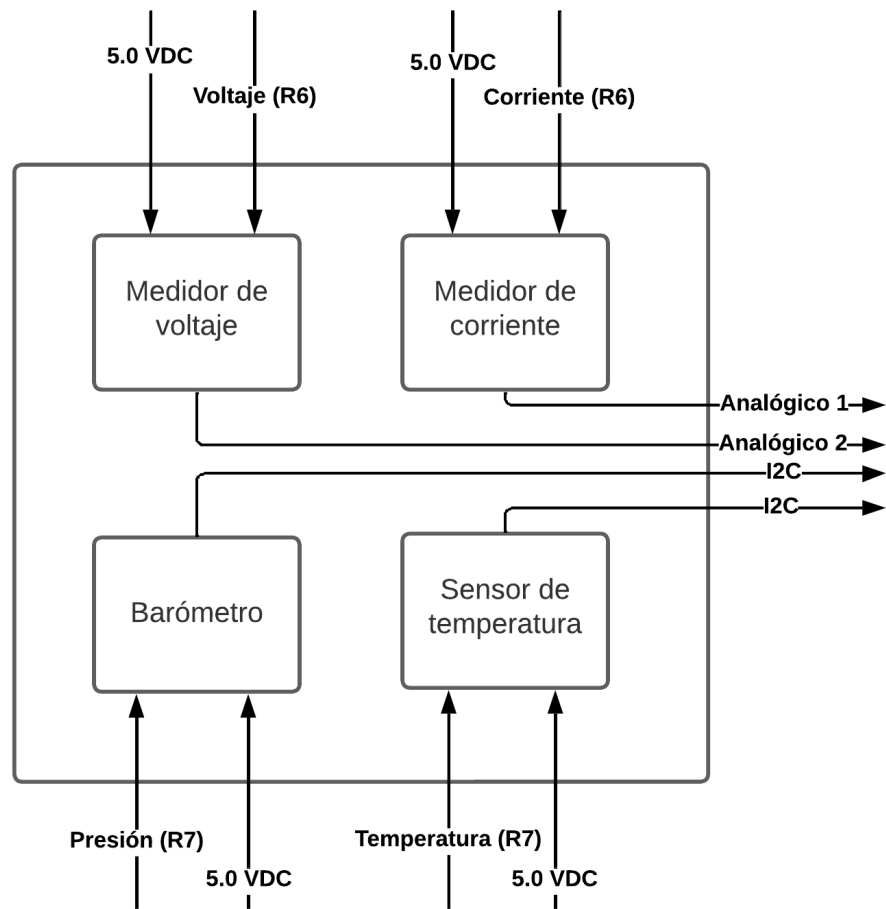 5.0 VDC
Voltaje (R6)
5.0 VDC
Corriente (R6)
Medidor de
voltaje
Medidor de
corriente
Analógico 1
Analógico 2
I2C
I2C
Barómetro
Sensor de
temperatura
Presión (R7)
5.0 VDC
Temperatura (R7)
5.0 VDC